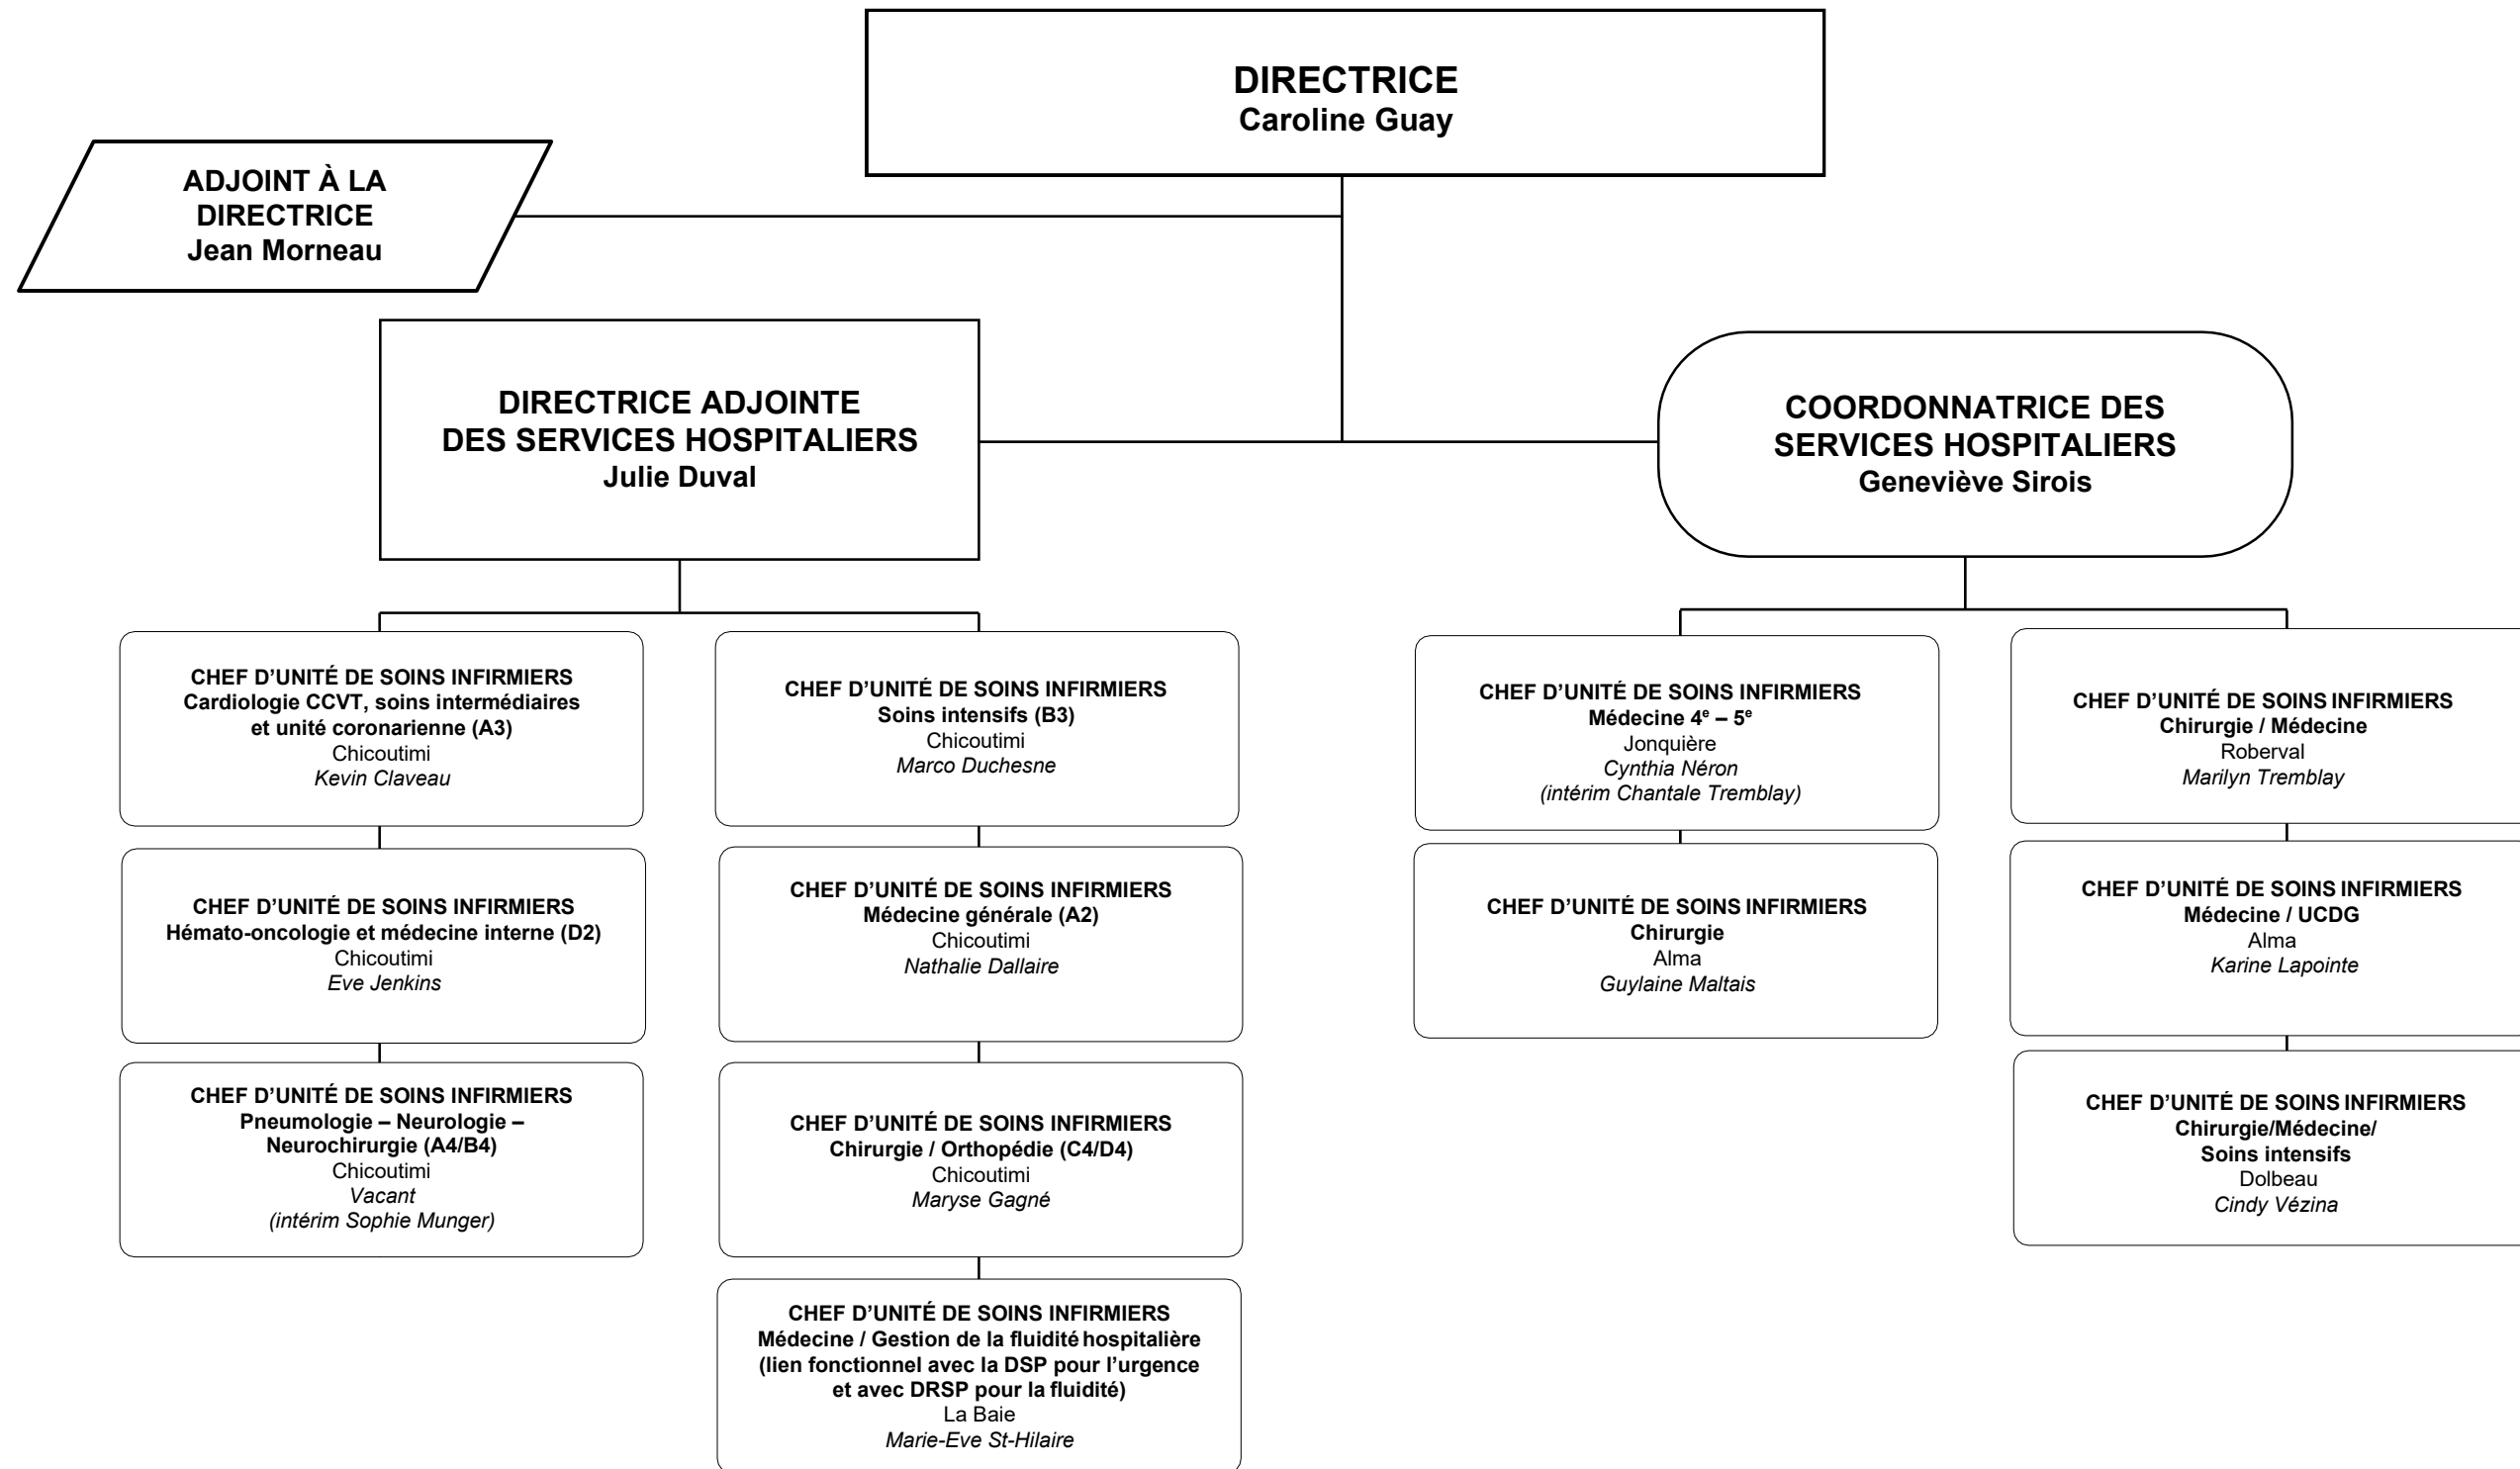 DIRECTRICE
Caroline Guay
ADJOINT À LA
DIRECTRICE
Jean Morneau
DIRECTRICE ADJOINTE
DES SERVICES HOSPITALIERS
Julie Duval
COORDONNATRICE DES
SERVICES HOSPITALIERS
Geneviève Sirois
CHEF D’UNITÉ DE SOINS INFIRMIERS
Cardiologie CCVT, soins intermédiaires
et unité coronarienne (A3)
Chicoutimi
Kevin Claveau
CHEF D’UNITÉ DE SOINS INFIRMIERS
Soins intensifs (B3)
Chicoutimi
Marco Duchesne
CHEF D’UNITÉ DE SOINS INFIRMIERS
Médecine 4e – 5e
Jonquière
Cynthia Néron
(intérim Chantale Tremblay)
CHEF D’UNITÉ DE SOINS INFIRMIERS
Chirurgie / Médecine
Roberval
Marilyn Tremblay
CHEF D’UNITÉ DE SOINS INFIRMIERS
Hémato-oncologie et médecine interne (D2)
Chicoutimi
Eve Jenkins
CHEF D’UNITÉ DE SOINS INFIRMIERS
Médecine générale (A2)
Chicoutimi
Nathalie Dallaire
CHEF D’UNITÉ DE SOINS INFIRMIERS
Chirurgie
Alma
Guylaine Maltais
CHEF D’UNITÉ DE SOINS INFIRMIERS
Médecine / UCDG
Alma
Karine Lapointe
CHEF D’UNITÉ DE SOINS INFIRMIERS
Pneumologie – Neurologie –
Neurochirurgie (A4/B4)
Chicoutimi
Vacant
(intérim Sophie Munger)
CHEF D’UNITÉ DE SOINS INFIRMIERS
Chirurgie / Orthopédie (C4/D4)
Chicoutimi
Maryse Gagné
CHEF D’UNITÉ DE SOINS INFIRMIERS
Chirurgie/Médecine/
Soins intensifs
Dolbeau
Cindy Vézina
CHEF D’UNITÉ DE SOINS INFIRMIERS
Médecine / Gestion de la fluidité hospitalière
(lien fonctionnel avec la DSP pour l’urgence
et avec DRSP pour la fluidité)
La Baie
Marie-Eve St-Hilaire